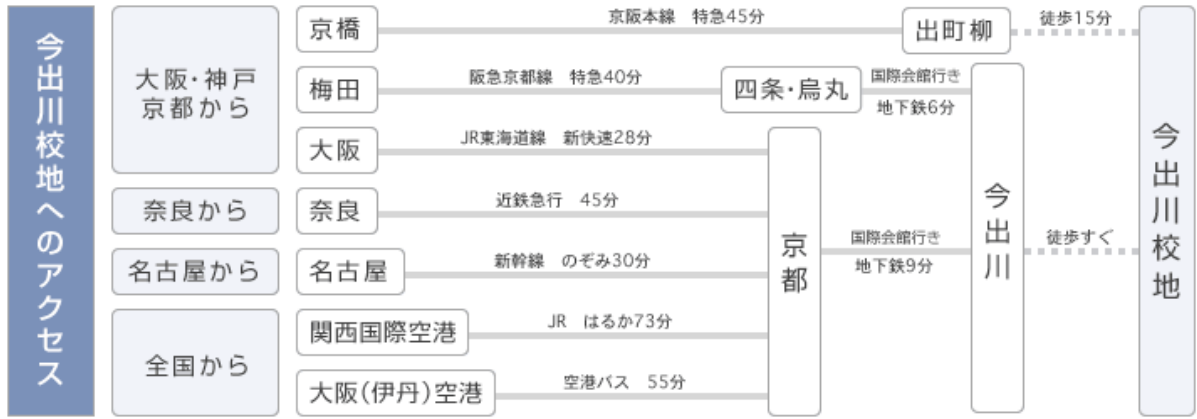 今出川校地へのアクセス
大阪・神戸
京都から
京橋
京阪本線　特急45分
出町柳
徒歩15分
梅田
阪急京都線　特急40分
四条・烏丸
国際会館行き
地下鉄6分
大阪
JR東海道線　新快速28分
奈良から
奈良
近鉄急行　45分
名古屋から
名古屋
新幹線　のぞみ30分
全国から
関西国際空港
JR　はるか73分
大阪(伊丹)空港
空港バス　55分
京都
国際会館行き
地下鉄9分
今出川
徒歩すぐ
今出川校地